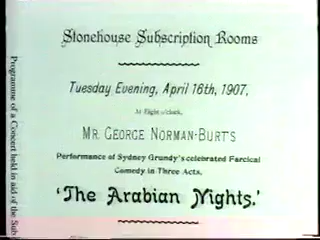 Stonehouse Subscription Rooms
Tuesday Evening, April 16th, 1907,
At Eight o'clock,
MR. GEORGE NORMAN-BURT'S
Performance of Sydney Grundy's celebrated Farcical
Comedy in Three Acts,
'The Arabian Nights.'
Programme of a Concert held in aid of the Sub